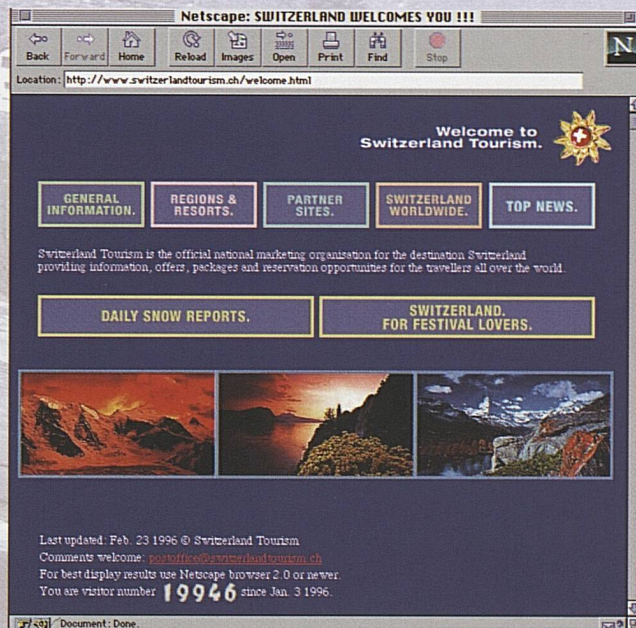 Netscape: SWITZERLAND WELCOMES YOU !!!
Back Forward Home Reload Images Open Print Find Stop
N
Location: http://www.switzerlandtourism.ch/welcome.html
Welcome to
Switzerland Tourism.
GENERAL
INFORMATION.
REGIONS &
RESORTS.
PARTNER
SITES.
SWITZERLAND
WORLDWIDE.
TOP NEWS.
Switzerland Tourism is the official national marketing organisation for the destination Switzerland
providing information, offers, packages and reservation opportunities for the travellers all over the world.
DAILY SNOW REPORTS.
SWITZERLAND.
FOR FESTIVAL LOVERS.
Last updated: Feb. 23 1996 © Switzerland Tourism
Comments welcome: postoffice@switzerlandtourism.ch
For best display results use Netscape browser 2.0 or newer.
You are visitor number 19946 since Jan. 3 1996.
Document: Done.